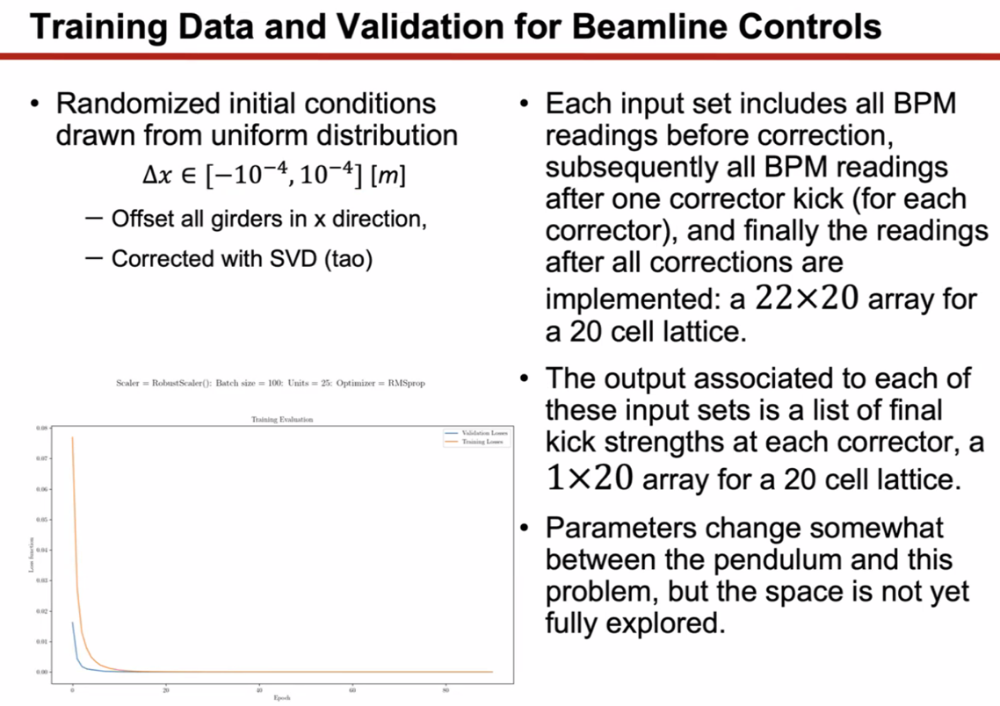 Training Data and Validation for Beamline Controls
• Randomized initial conditions
drawn from uniform distribution
Δx ∈ [−10⁻⁴, 10⁻⁴] [m]
— Offset all girders in x direction,
— Corrected with SVD (tao)
Scaler = RobustScaler(): Batch size = 100: Units = 25: Optimizer = RMSprop
Training Evaluation
Validation Losses
Training Losses
0.08
0.07
0.06
0.05
0.04
0.03
0.02
0.01
0.00
Loss function
0 20 40 60 80
Epoch
• Each input set includes all BPM
readings before correction,
subsequently all BPM readings
after one corrector kick (for each
corrector), and finally the readings
after all corrections are
implemented: a 22×20 array for
a 20 cell lattice.
• The output associated to each of
these input sets is a list of final
kick strengths at each corrector, a
1×20 array for a 20 cell lattice.
• Parameters change somewhat
between the pendulum and this
problem, but the space is not yet
fully explored.